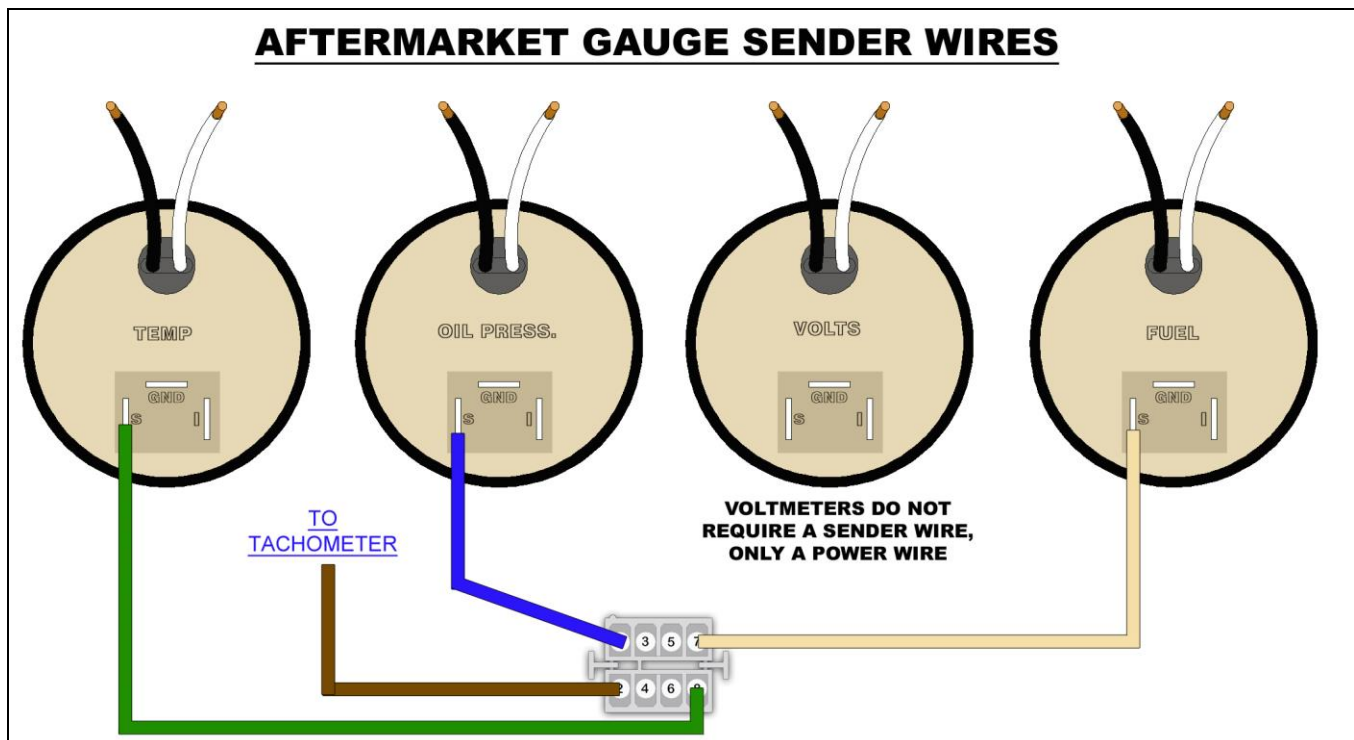 AFTERMARKET GAUGE SENDER WIRES
TEMP
GND
S I
OIL PRESS.
GND
S I
VOLTS
GND
S I
FUEL
GND
S I
VOLTMETERS DO NOT
REQUIRE A SENDER WIRE,
ONLY A POWER WIRE
TO
TACHOMETER
3 5 7
2 4 6